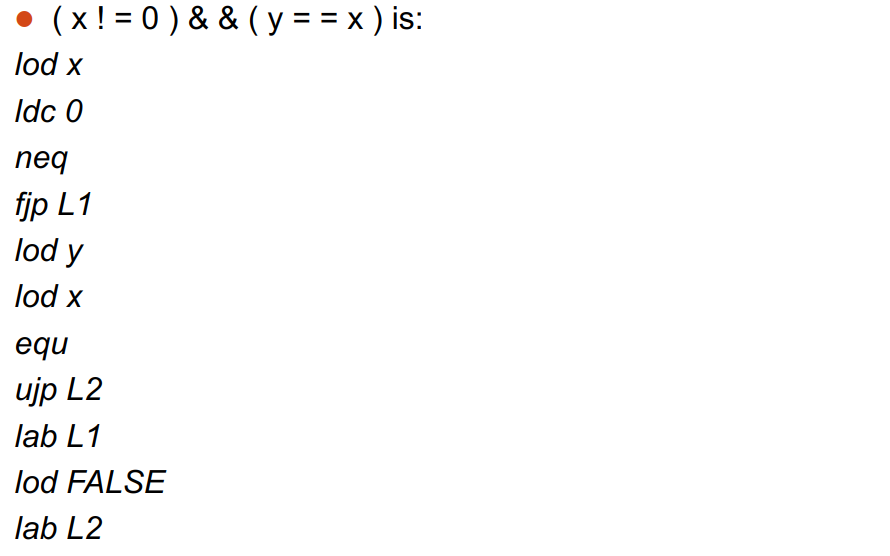 ● ( x ! = 0 ) & & ( y = = x ) is:
lod x
ldc 0
neq
fjp L1
lod y
lod x
equ
ujp L2
lab L1
lod FALSE
lab L2